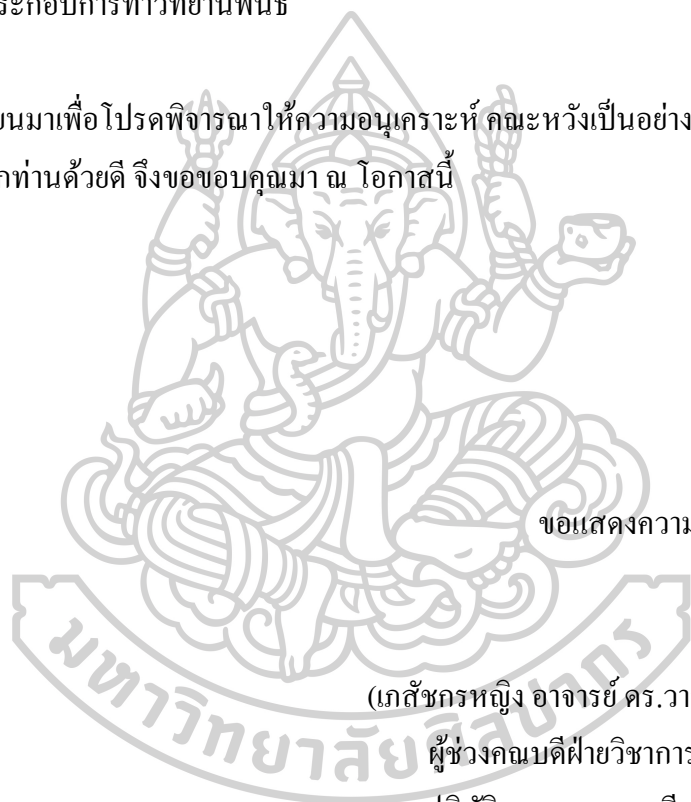 ระกอบการทำวิทยานิพนธ์
ยนมาเพื่อโปรดพิจารณาให้ความอนุเคราะห์ คณะหวังเป็นอย่าง
กท่านด้วยดี จึงขอขอบคุณมา ณ โอกาสนี้
ขอแสดงความ
(เภสัชกรหญิง อาจารย์ ดร.วา
ผู้ช่วงคณบดีฝ่ายวิชาการ
มหาวิทยาลัยศิลปากร